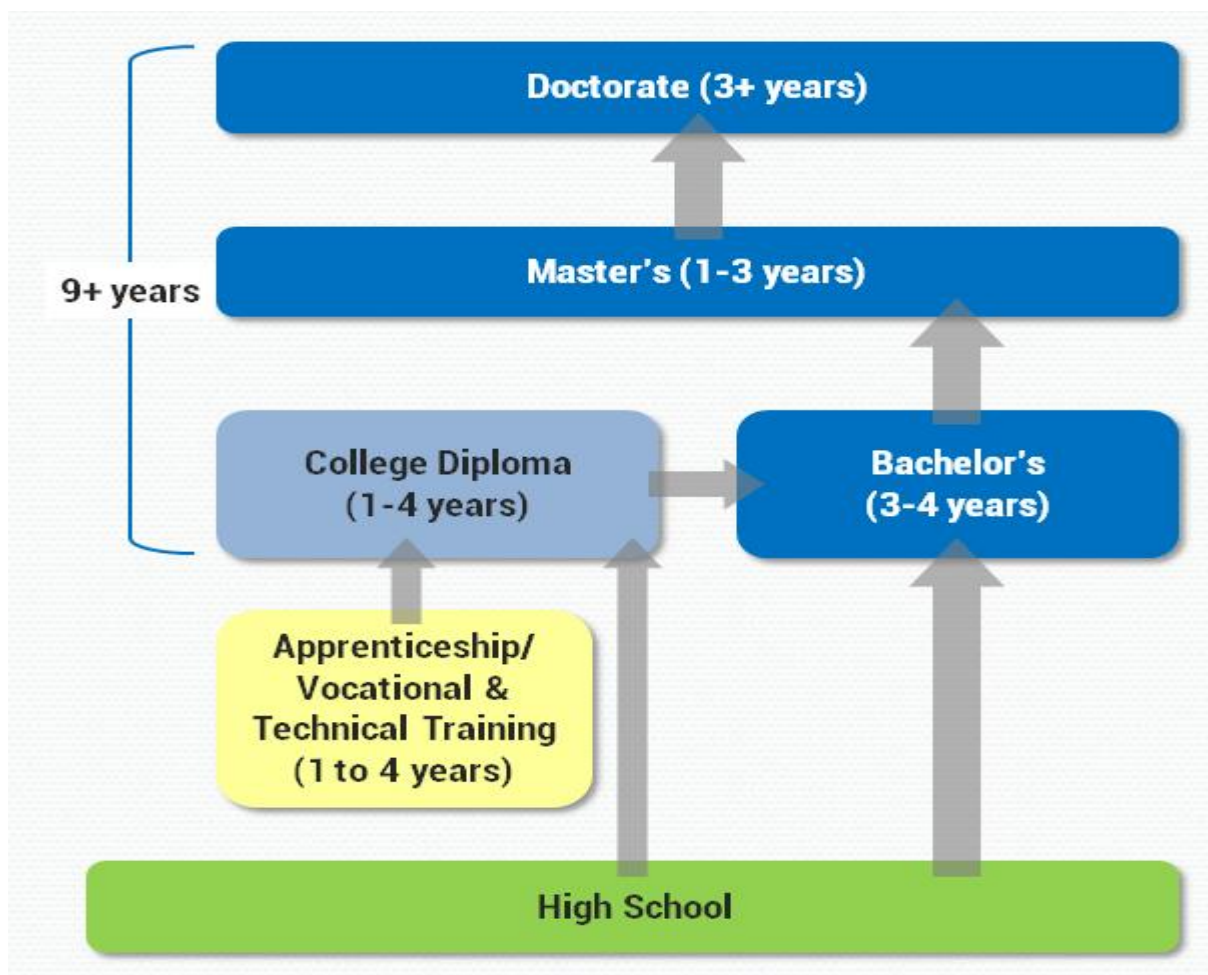 Doctorate (3+ years)
Master's (1-3 years)
9+ years
College Diploma
(1-4 years)
Bachelor's
(3-4 years)
Apprenticeship/
Vocational &
Technical Training
(1 to 4 years)
High School